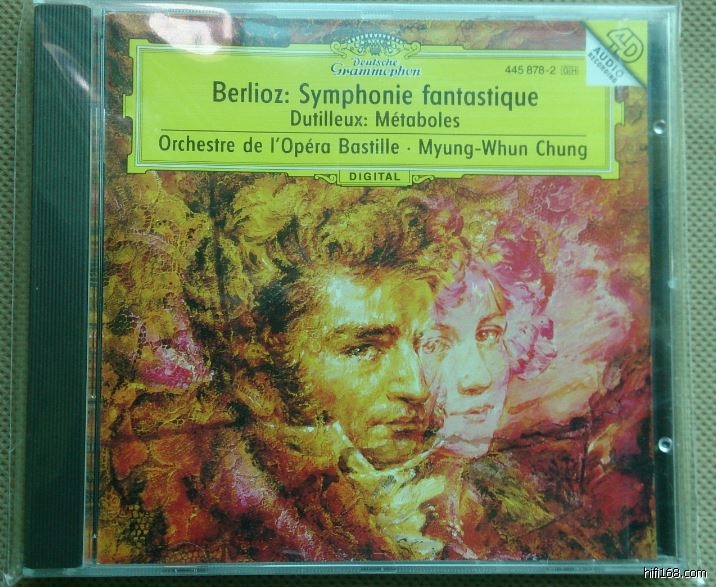 Deutsche
Grammophon
445 878-2 GH
4D
AUDIO
RECORDING
Berlioz: Symphonie fantastique
Dutilleux: Métaboles
Orchestre de l'Opéra Bastille · Myung-Whun Chung
DIGITAL
hifi168.com